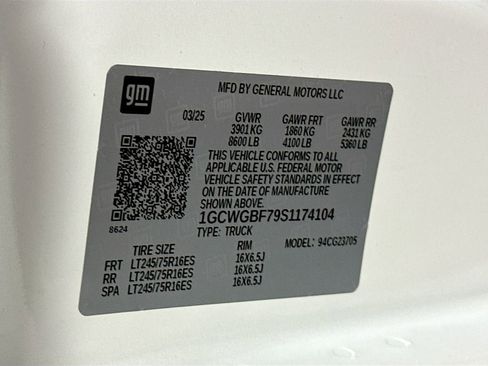 gm
MFD BY GENERAL MOTORS LLC
03/25 GVWR GAWR FRT GAWR RR
3901 KG 1860 KG 2431 KG
8600 LB 4100 LB 5360 LB
THIS VEHICLE CONFORMS TO ALL
APPLICABLE U.S. FEDERAL MOTOR
VEHICLE SAFETY STANDARDS IN EFFECT
ON THE DATE OF MANUFACTURE
SHOWN ABOVE
1GCWGBF79S1174104
8624 TYPE: TRUCK MODEL: 94CG23705
TIRE SIZE RIM
FRT LT245/75R16ES 16X6.5J
RR LT245/75R16ES 16X6.5J
SPA LT245/75R16ES 16X6.5J